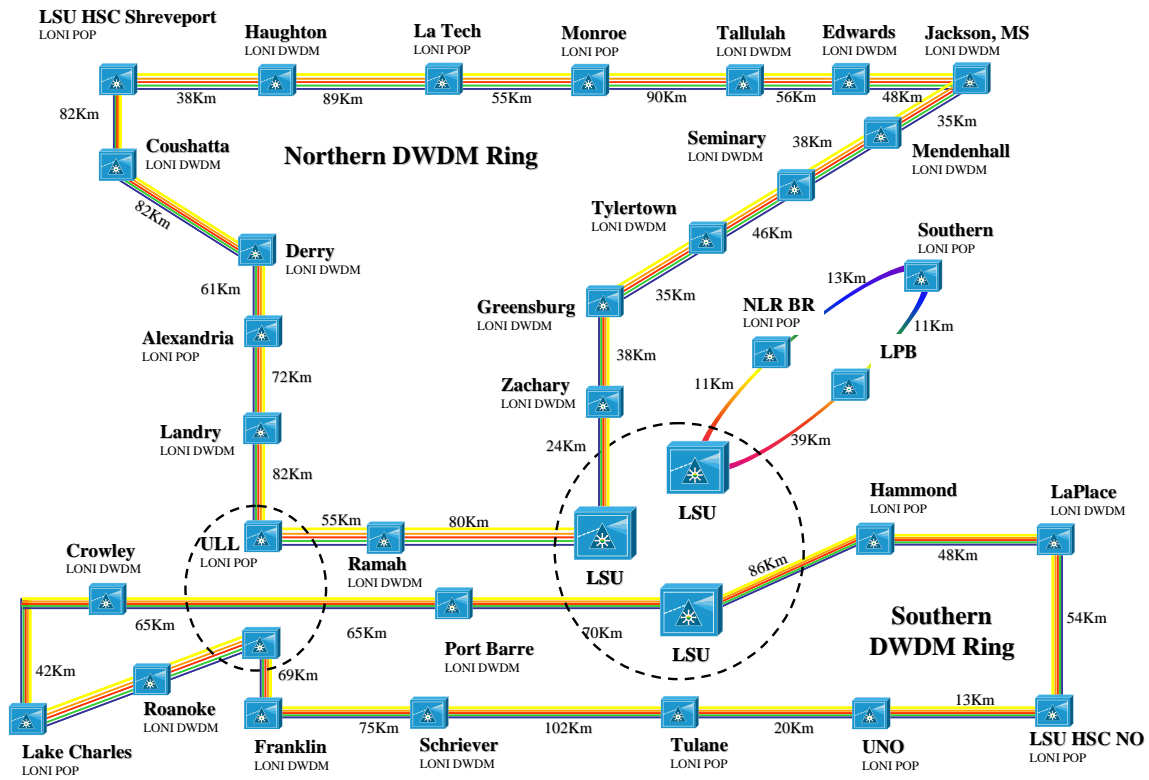 LSU HSC Shreveport
LONI POP
Haughton
LONI DWDM
La Tech
LONI POP
Monroe
LONI POP
Tallulah
LONI DWDM
Edwards
LONI DWDM
Jackson, MS
LONI DWDM
38Km
89Km
55Km
90Km
56Km
48Km
82Km
35Km
Coushatta
LONI DWDM
Northern DWDM Ring
Seminary
LONI DWDM
38Km
Mendenhall
LONI DWDM
82Km
Tylertown
LONI DWDM
46Km
Derry
LONI DWDM
Southern
LONI POP
61Km
35Km
13Km
Greensburg
LONI DWDM
NLR BR
LONI POP
11Km
Alexandria
LONI POP
38Km
LPB
72Km
Zachary
LONI DWDM
11Km
Landry
LONI DWDM
24Km
39Km
82Km
LSU
Hammond
LONI POP
LaPlace
LONI DWDM
55Km
80Km
ULL
LONI POP
Ramah
LONI DWDM
LSU
86Km
48Km
Crowley
LONI DWDM
65Km
65Km
70Km
Southern
DWDM Ring
54Km
Port Barre
LONI DWDM
LSU
42Km
69Km
Roanoke
LONI DWDM
75Km
102Km
20Km
13Km
Lake Charles
LONI POP
Franklin
LONI DWDM
Schriever
LONI DWDM
Tulane
LONI POP
UNO
LONI POP
LSU HSC NO
LONI POP